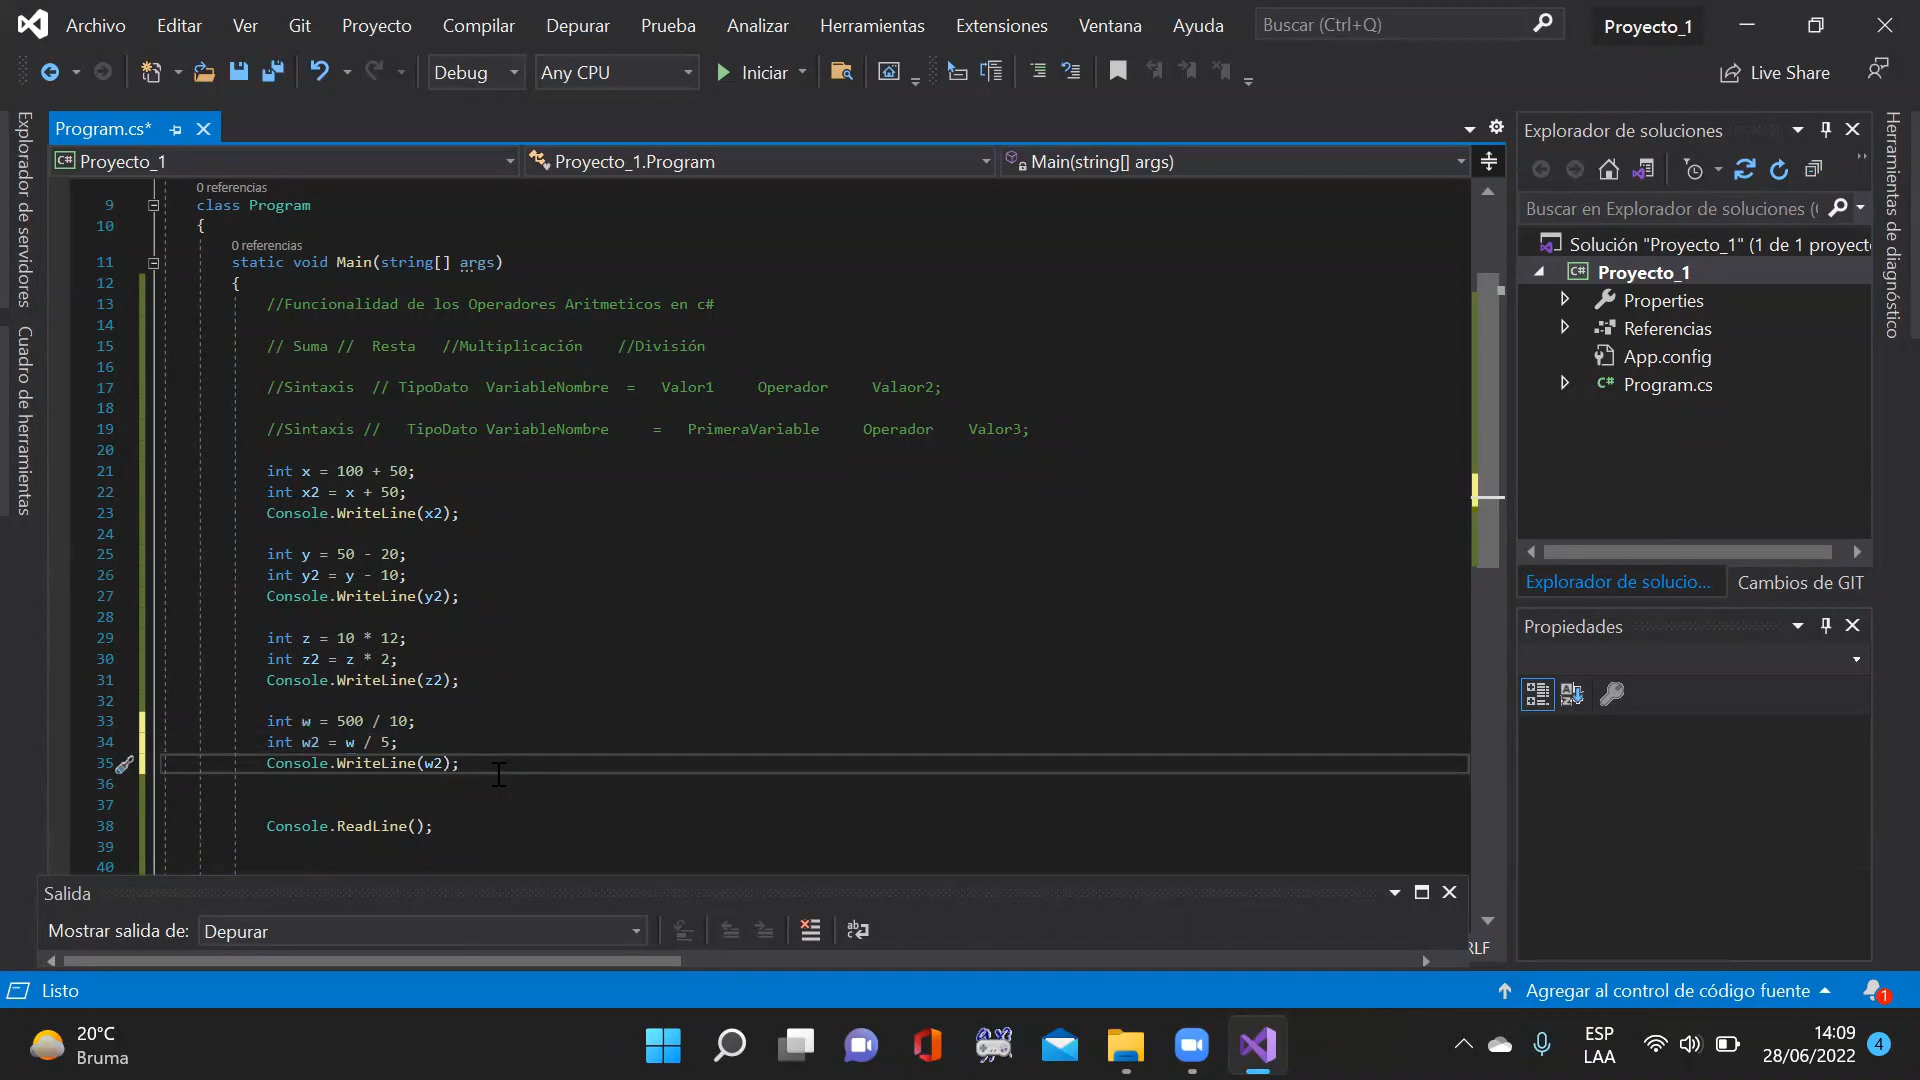 Archivo Editar Ver Git Proyecto Compilar Depurar Prueba Analizar Herramientas Extensiones Ventana Ayuda Buscar (Ctrl+Q) Proyecto_1
Debug Any CPU Iniciar Live Share
Explorador de servidores
Cuadro de herramientas
Program.cs*
Proyecto_1 Proyecto_1.Program Main(string[] args)
0 referencias
9 class Program
10 {
0 referencias
11 static void Main(string[] args)
12 {
13 //Funcionalidad de los Operadores Aritmeticos en c#
14
15 // Suma // Resta //Multiplicación //División
16
17 //Sintaxis // TipoDato VariableNombre = Valor1 Operador Valaor2;
18
19 //Sintaxis // TipoDato VariableNombre = PrimeraVariable Operador Valor3;
20
21 int x = 100 + 50;
22 int x2 = x + 50;
23 Console.WriteLine(x2);
24
25 int y = 50 - 20;
26 int y2 = y - 10;
27 Console.WriteLine(y2);
28
29 int z = 10 * 12;
30 int z2 = z * 2;
31 Console.WriteLine(z2);
32
33 int w = 500 / 10;
34 int w2 = w / 5;
35 Console.WriteLine(w2);
36
37
38 Console.ReadLine();
39
40
Salida
Mostrar salida de: Depurar
RLF
Explorador de soluciones
Buscar en Explorador de soluciones (
Solución "Proyecto_1" (1 de 1 proyect
C# Proyecto_1
Properties
Referencias
App.config
C# Program.cs
Explorador de solucio... Cambios de GIT
Propiedades
Herramientas de diagnóstico
Listo Agregar al control de código fuente 1
20°C
Bruma
ESP
LAA
14:09
28/06/2022
4